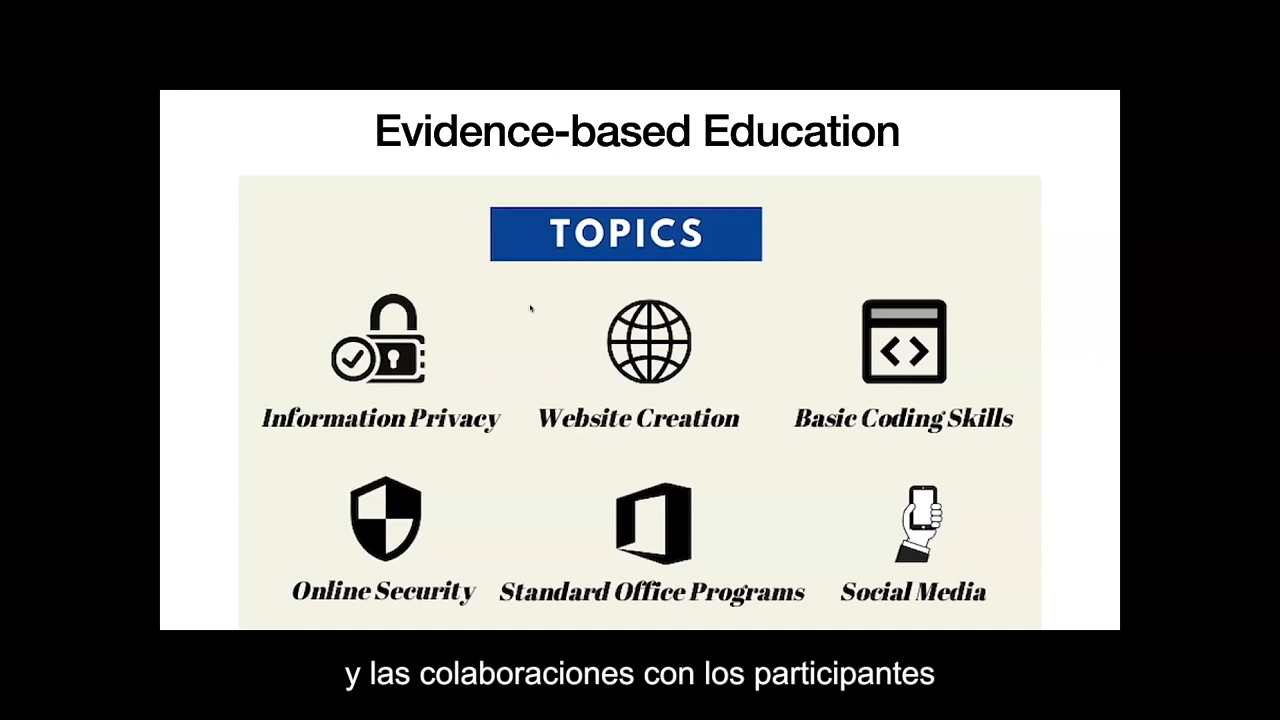 Evidence-based Education
TOPICS
Information Privacy
Website Creation
Basic Coding Skills
Online Security
Standard Office Programs
Social Media
y las colaboraciones con los participantes